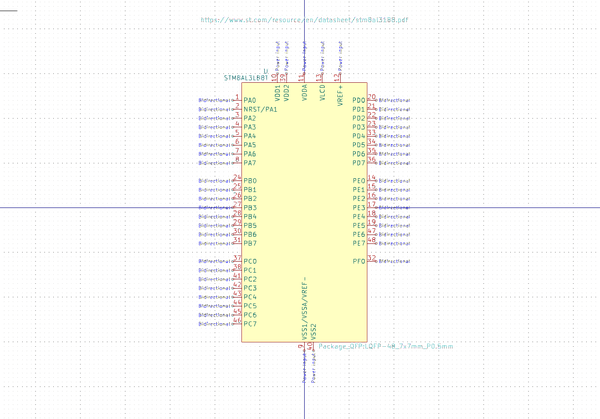 https://www.st.com/resource/en/datasheet/stm8al3188.pdf
Power input Power input Power input Power input Power input
10 39 11 13 12
U
STM8AL3L88T
VDD1 VDD2 VDDA VLCD VREF+
Bidirectional 1 PA0 PD0 20 Bidirectional
Bidirectional 2 NRST/PA1 PD1 21 Bidirectional
Bidirectional 3 PA2 PD2 22 Bidirectional
Bidirectional 4 PA3 PD3 23 Bidirectional
Bidirectional 5 PA4 PD4 33 Bidirectional
Bidirectional 6 PA5 PD5 34 Bidirectional
Bidirectional 7 PA6 PD6 35 Bidirectional
Bidirectional 8 PA7 PD7 36 Bidirectional
Bidirectional 24 PB0 PE0 14 Bidirectional
Bidirectional 25 PB1 PE1 15 Bidirectional
Bidirectional 26 PB2 PE2 16 Bidirectional
Bidirectional 27 PB3 PE3 17 Bidirectional
Bidirectional 28 PB4 PE4 18 Bidirectional
Bidirectional 29 PB5 PE5 19 Bidirectional
Bidirectional 30 PB6 PE6 47 Bidirectional
Bidirectional 31 PB7 PE7 48 Bidirectional
Bidirectional 37 PC0 PF0 32 Bidirectional
Bidirectional 38 PC1
Bidirectional 41 PC2
Bidirectional 42 PC3
Bidirectional 43 PC4
Bidirectional 44 PC5
Bidirectional 45 PC6
Bidirectional 46 PC7
VSS1/VSSA/VREF- VSS2
9 40
Package_QFP:LQFP-48_7x7mm_P0.5mm
Power input Power input